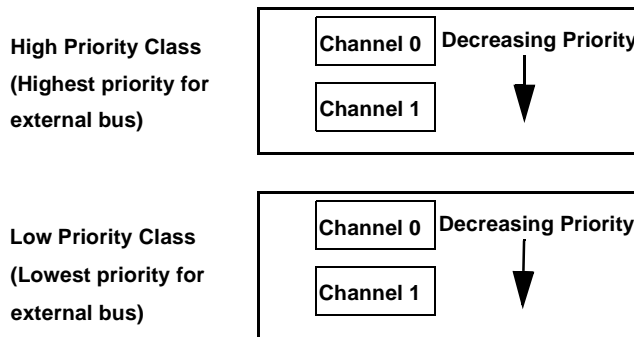 High Priority Class
(Highest priority for
external bus)
Channel 0
Decreasing Priority
Channel 1
Low Priority Class
(Lowest priority for
external bus)
Channel 0
Decreasing Priority
Channel 1